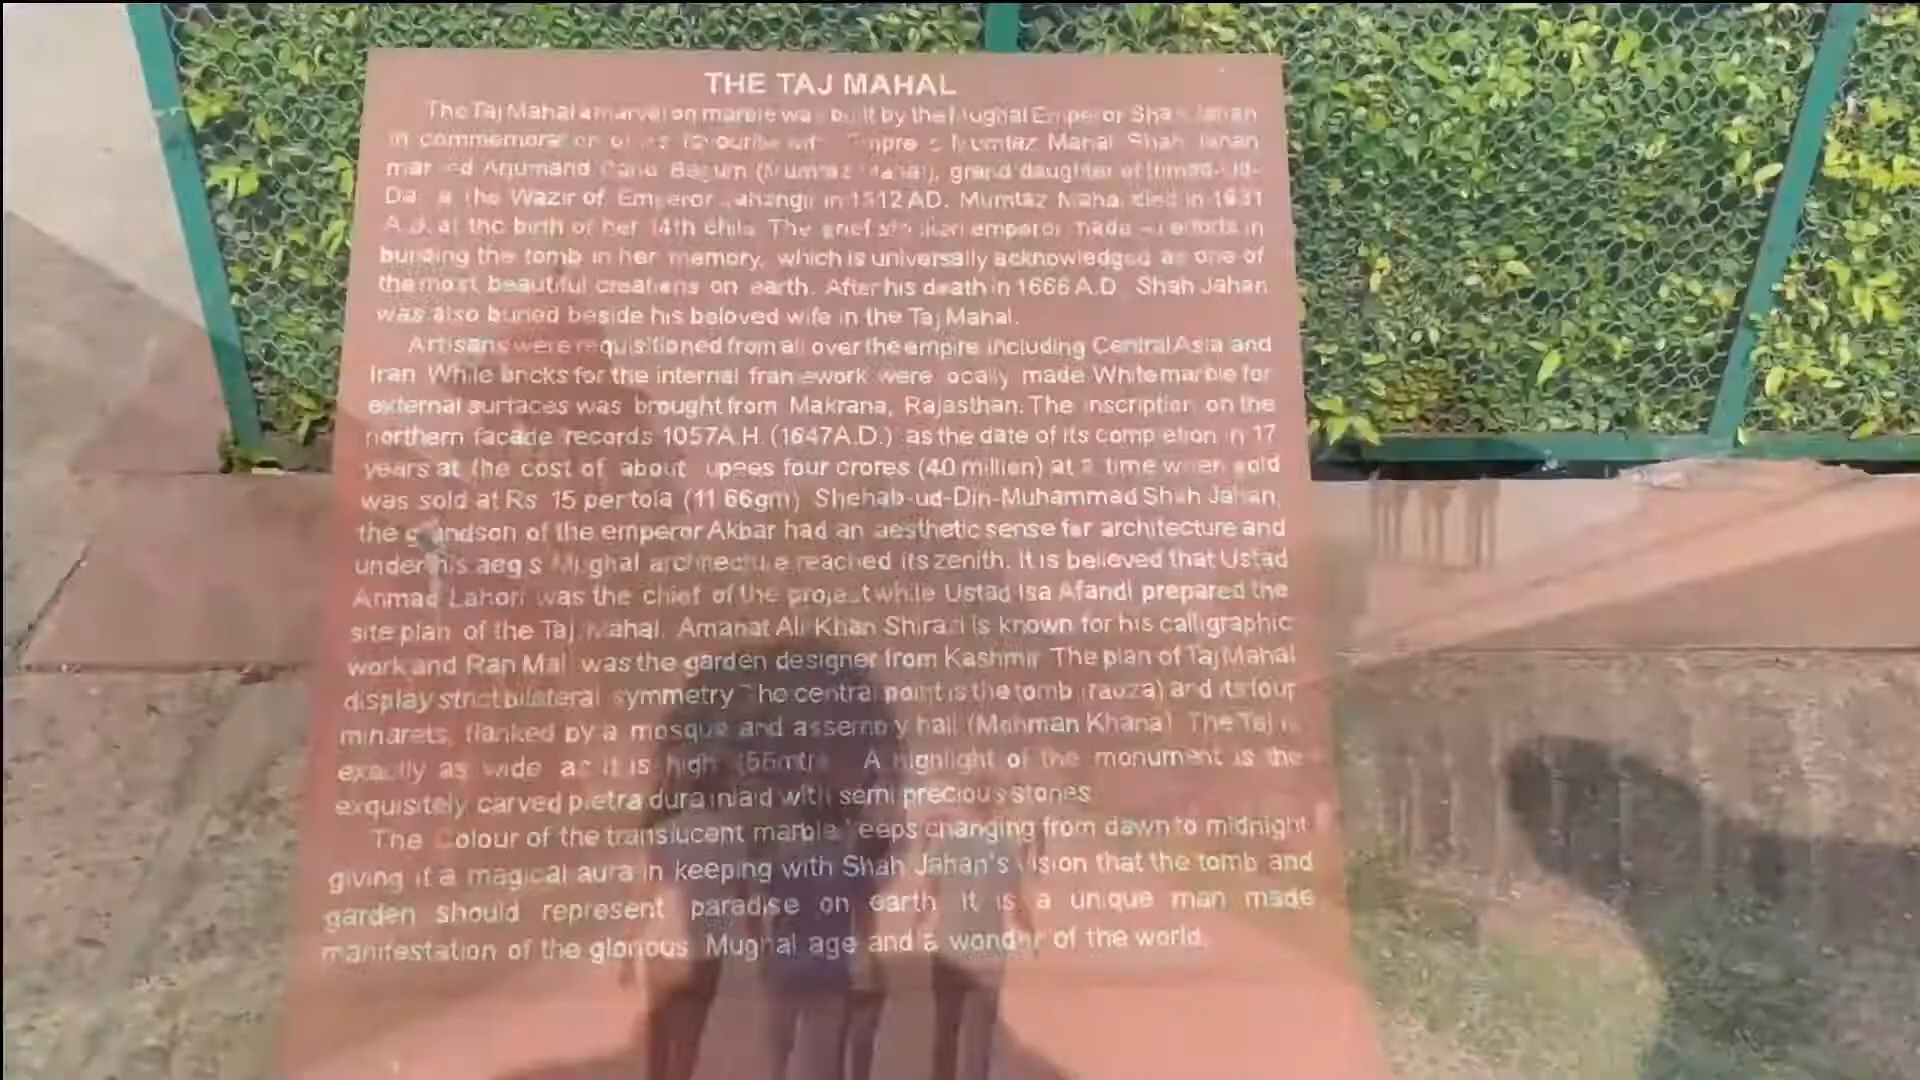 THE TAJ MAHAL
The Taj Mahal a marvel on marble was built by the Mughal Emperor Shah Jahan
in commemoration of his favourite wife Empress Mumtaz Mahal. Shah Jahan
married Arjumand Banu Begum (Mumtaz Mahal), grand daughter of
the Wazir of Emperor Jahangir in AD. Mumtaz Mahal died in 1631
A.D. at the birth of her 14th child. The grief stricken emperor made efforts in
building the tomb in her memory, which is universally acknowledged as one of
the most beautiful creations on earth. After his death in 1666 A.D. Shah Jahan
was also buried beside his beloved wife in the Taj Mahal.
Artisans were requisitioned from all over the empire including Central Asia and
Iran While bricks for the internal framework were locally made White marble for
external surfaces was brought from Makrana, Rajasthan. The inscription on the
northern facade records 1057A.H. (1647A.D.) as the date of its completion in 17
years at the cost of about rupees four crores (40 million) at a time when gold
was sold at Rs 15 per tola (11.66gm) Shehab-ud-Din-Muhammad Shah Jahan,
the grandson of the emperor Akbar had an aesthetic sense for architecture and
under his aegis Mughal architecture reached its zenith. It is believed that Ustad
Ahmad Lahori was the chief of the project while Ustad Isa Afandi prepared the
site plan of the Taj Mahal. Amanat Ali Khan Shirazi is known for his calligraphic
work and Ran Mal was the garden designer from Kashmir The plan of Taj Mahal
display strict bilateral symmetry The central point is the tomb (rauza) and its four
minarets, flanked by a mosque and assembly hall (Mehman Khana) The Taj is
exactly as wide as it is high (55mtrs A highlight of the monument is the
exquisitely carved pietra dura inlaid with semi precious stones
The Colour of the translucent marble keeps changing from dawn to midnight
giving it a magical aura in keeping with Shah Jahan's vision that the tomb and
garden should represent paradise on earth it is a unique man made
manifestation of the glorious Mughal age and a wonder of the world.